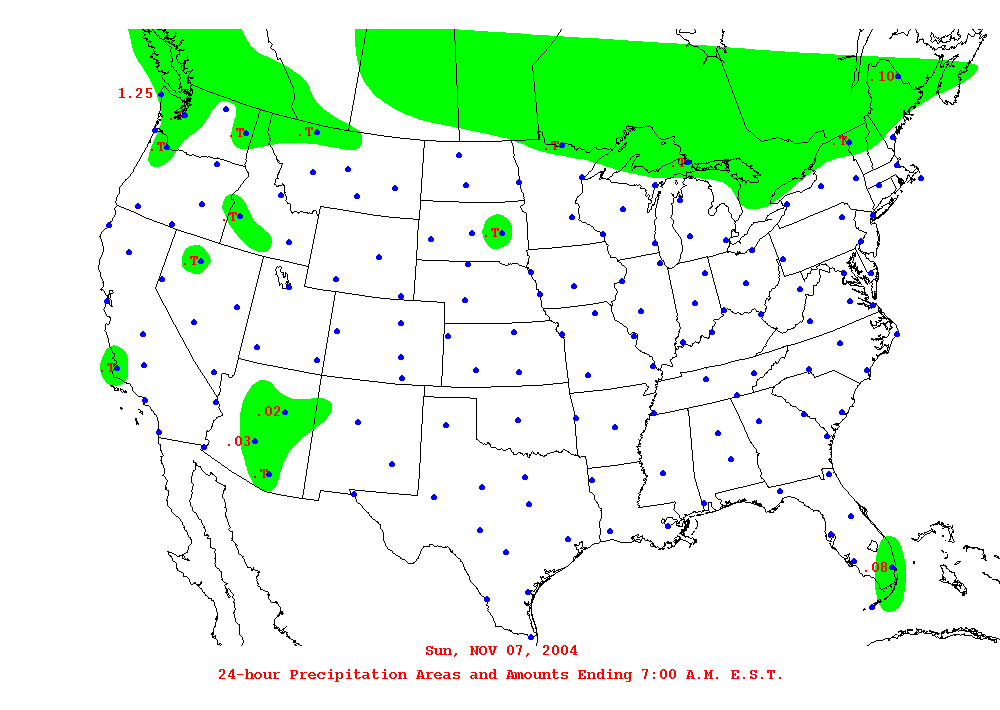 .10
1.25
.T
.T
.T
.T
.T
.T
.T
.T
.T
.T
.02
.03
.T
.08
Sun, NOV 07, 2004
24-hour Precipitation Areas and Amounts Ending 7:00 A.M. E.S.T.